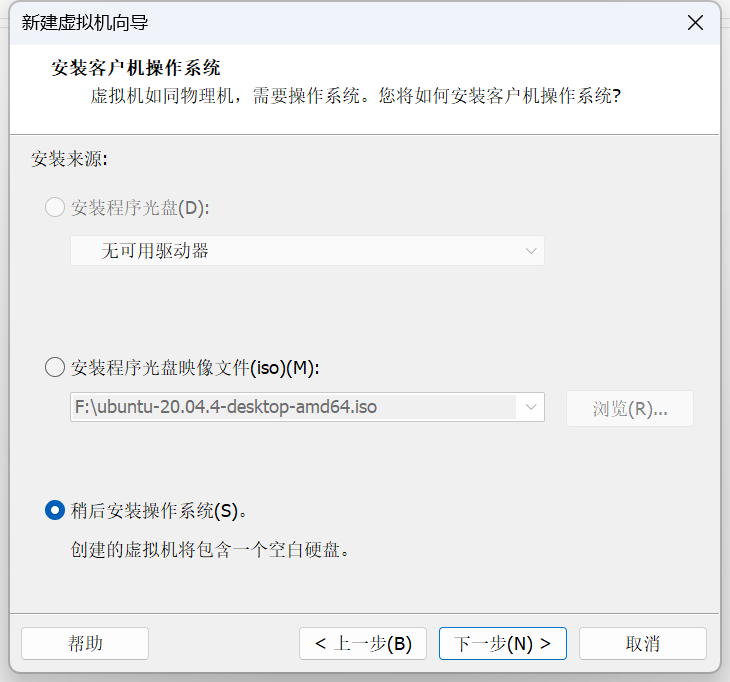 新建虚拟机向导
安装客户机操作系统
虚拟机如同物理机，需要操作系统。您将如何安装客户机操作系统?
安装来源:
安装程序光盘(D):
无可用驱动器
安装程序光盘映像文件(iso)(M):
F:\ubuntu-20.04.4-desktop-amd64.iso
浏览(R)...
稍后安装操作系统(S)。
创建的虚拟机将包含一个空白硬盘。
帮助
< 上一步(B)
下一步(N) >
取消